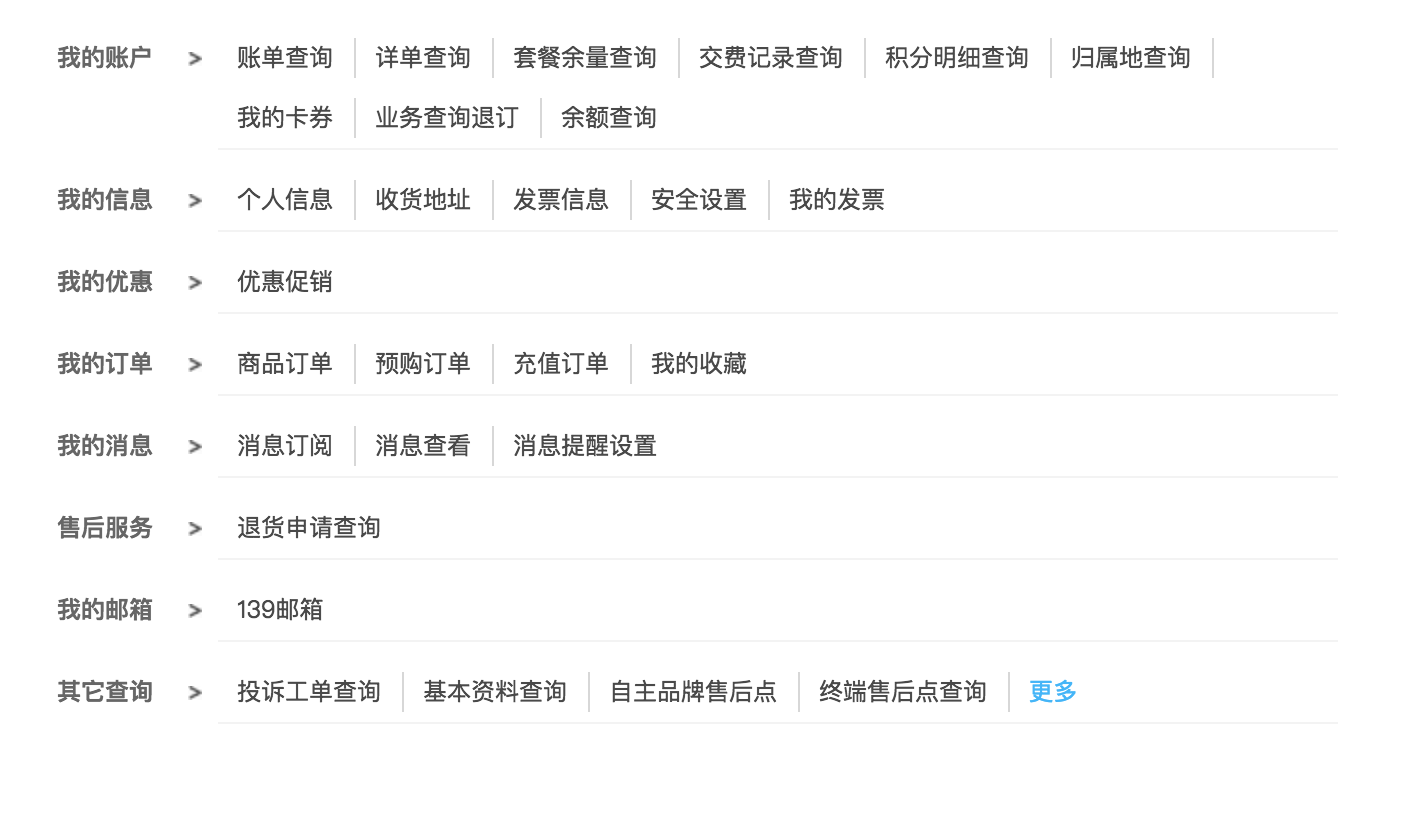 我的账户 > 账单查询 详单查询 套餐余量查询 交费记录查询 积分明细查询 归属地查询
我的卡券 业务查询退订 余额查询
我的信息 > 个人信息 收货地址 发票信息 安全设置 我的发票
我的优惠 > 优惠促销
我的订单 > 商品订单 预购订单 充值订单 我的收藏
我的消息 > 消息订阅 消息查看 消息提醒设置
售后服务 > 退货申请查询
我的邮箱 > 139邮箱
其它查询 > 投诉工单查询 基本资料查询 自主品牌售后点 终端售后点查询 更多